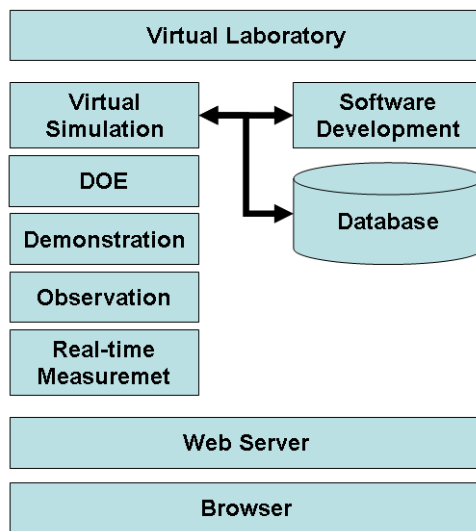 Virtual Laboratory
Virtual
Simulation
Software
Development
DOE
Database
Demonstration
Observation
Real-time
Measuremet
Web Server
Browser